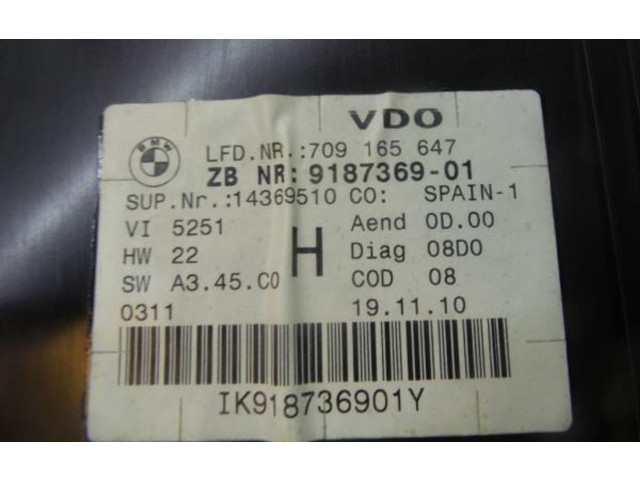 VDO
BMW
LFD.NR.:709 165 647
ZB NR: 9187369-01
SUP.Nr.:14369510 CO: SPAIN-1
VI 5251 H Aend 0D.00
HW 22 Diag 08D0
SW A3.45.C0 COD 08
0311 19.11.10
IK918736901Y